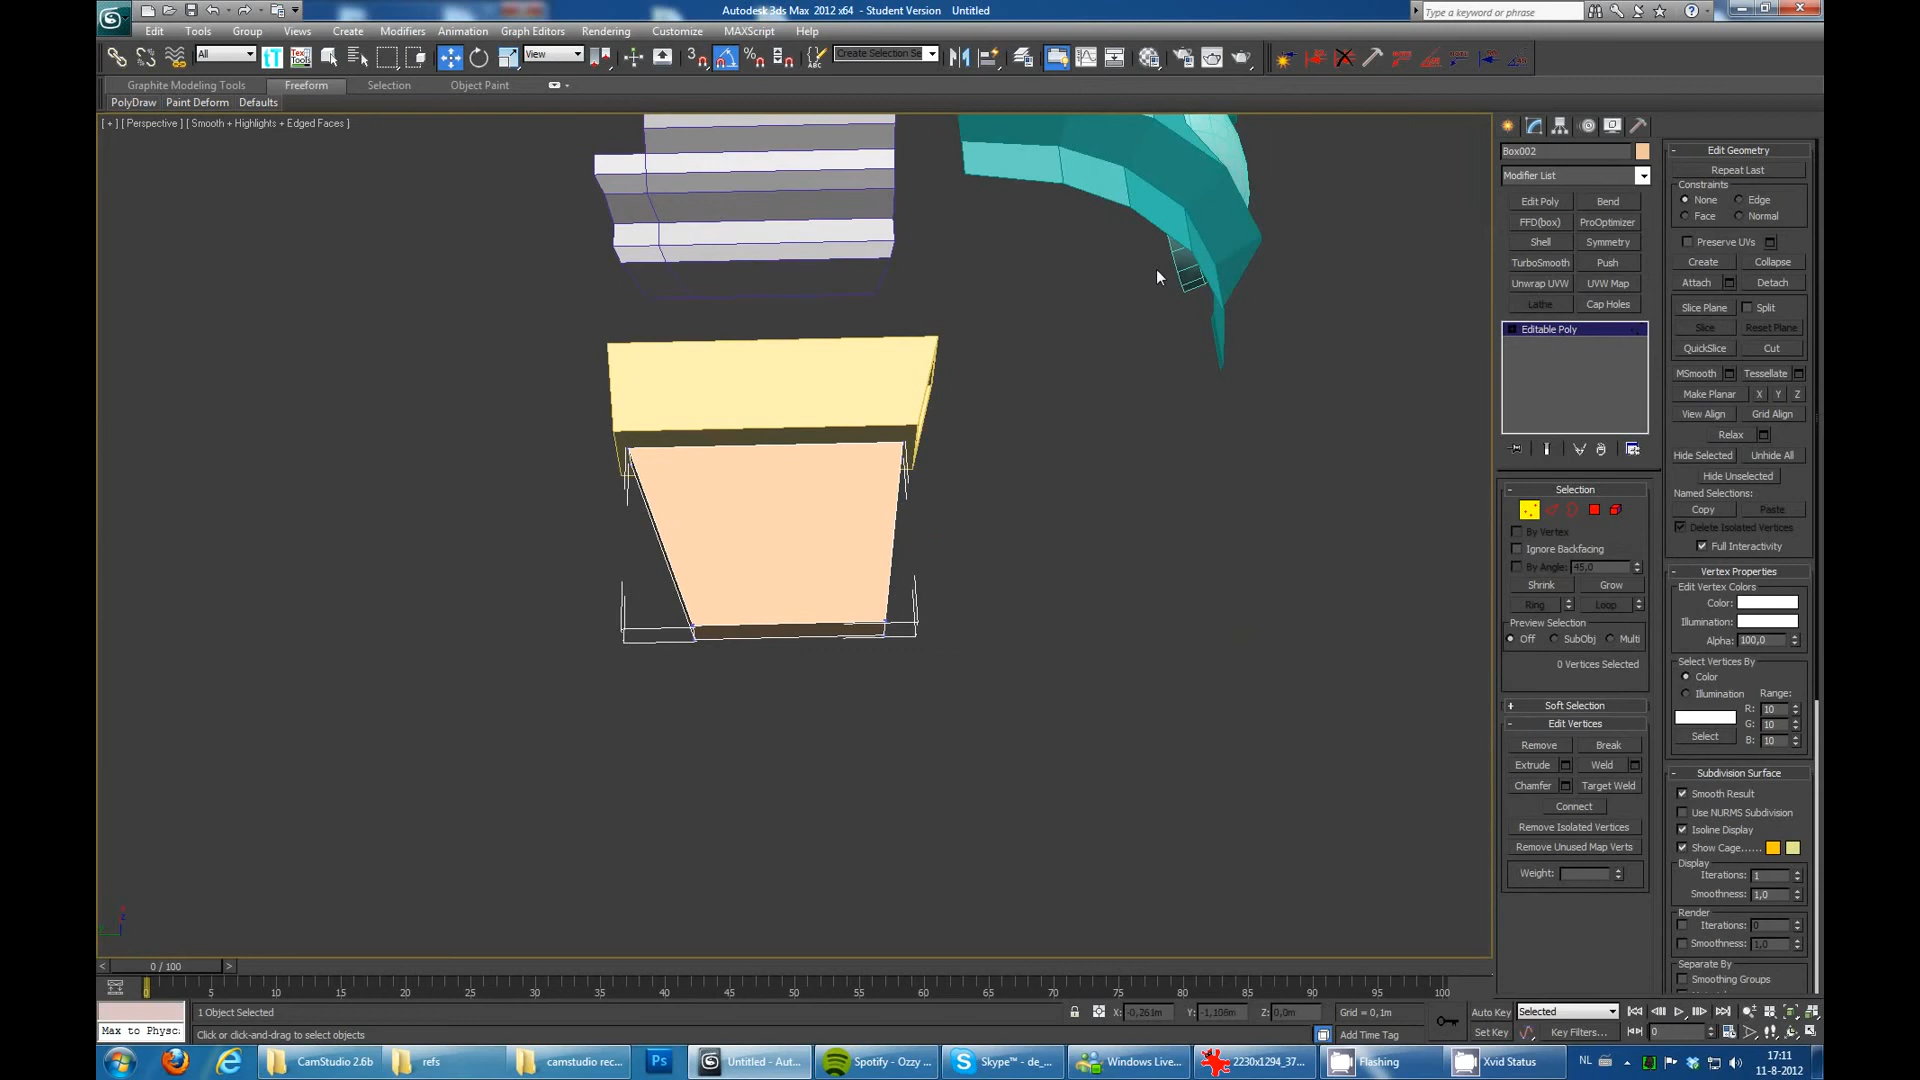 Autodesk 3ds Max 2012 x64 - Student Version    Untitled
Type a keyword or phrase
Edit Tools Group Views Create Modifiers Animation Graph Editors Rendering Customize MAXScript Help
All View Create Selection Se
Graphite Modeling Tools Freeform Selection Object Paint
PolyDraw Paint Deform Defaults
[ + ] [ Perspective ] [ Smooth + Highlights + Edged Faces ]
Box002
Modifier List
Edit Poly Bend
FFD(box) ProOptimizer
Shell Symmetry
TurboSmooth Push
Unwrap UVW UVW Map
Lathe Cap Holes
Editable Poly
Selection
By Vertex
Ignore Backfacing
By Angle: 45,0
Shrink Grow
Ring Loop
Preview Selection
Off SubObj Multi
0 Vertices Selected
Soft Selection
Edit Vertices
Remove Break
Extrude Weld
Chamfer Target Weld
Connect
Remove Isolated Vertices
Remove Unused Map Verts
Weight:
Edit Geometry
Repeat Last
Constraints
None Edge
Face Normal
Preserve UVs
Create Collapse
Attach Detach
Slice Plane Split
Slice Reset Plane
QuickSlice Cut
MSmooth Tessellate
Make Planar X Y Z
View Align Grid Align
Relax
Hide Selected Unhide All
Hide Unselected
Named Selections:
Copy Paste
Delete Isolated Vertices
Full Interactivity
Vertex Properties
Edit Vertex Colors
Color:
Illumination:
Alpha: 100,0
Select Vertices By
Color
Illumination Range:
R: 10
G: 10
Select B: 10
Subdivision Surface
Smooth Result
Use NURMS Subdivision
Isoline Display
Show Cage......
Display
Iterations: 1
Smoothness: 1,0
Render
Iterations: 0
Smoothness: 1,0
Separate By
Smoothing Groups
< 0 / 100 >
0 5 10 15 20 25 30 35 40 45 50 55 60 65 70 75 80 85 90 95 100
1 Object Selected X: -0,261m Y: -1,106m Z: 0,0m Grid = 0,1m Auto Key Selected
Max to Physc: Click or click-and-drag to select objects Add Time Tag Set Key Key Filters... 0
CamStudio 2.6b refs camstudio rec... Ps Untitled - Aut... Spotify - Ozzy ... Skype™ - de_... Windows Live... 2230x1294_37... Flashing Xvid Status NL 17:11
11-8-2012